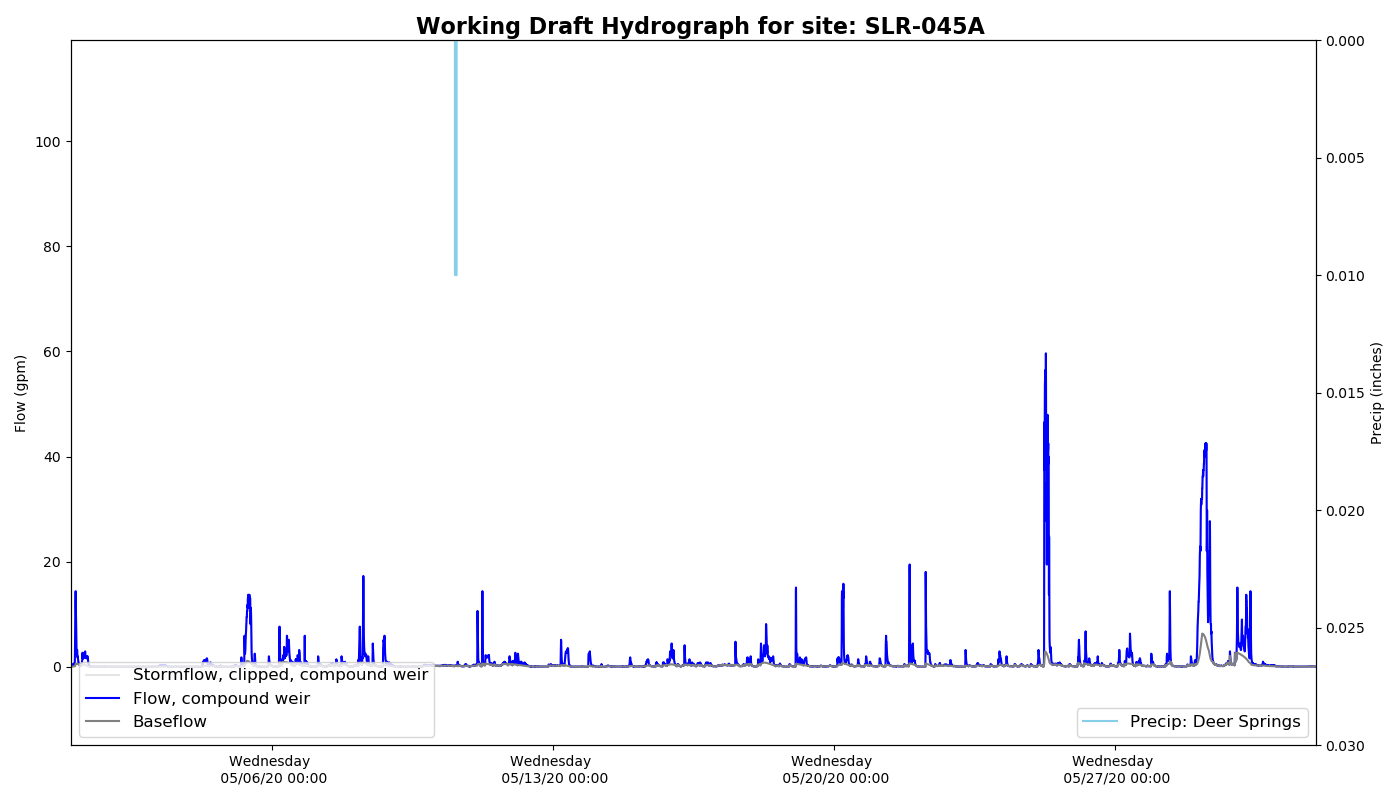 Working Draft Hydrograph for site: SLR-045A
Flow (gpm)
100
80
60
40
20
0
0.000
0.005
0.010
0.015
0.020
0.025
0.030
Precip (inches)
Stormflow, clipped, compound weir
Flow, compound weir
Baseflow
Precip: Deer Springs
Wednesday
05/06/20 00:00
Wednesday
05/13/20 00:00
Wednesday
05/20/20 00:00
Wednesday
05/27/20 00:00